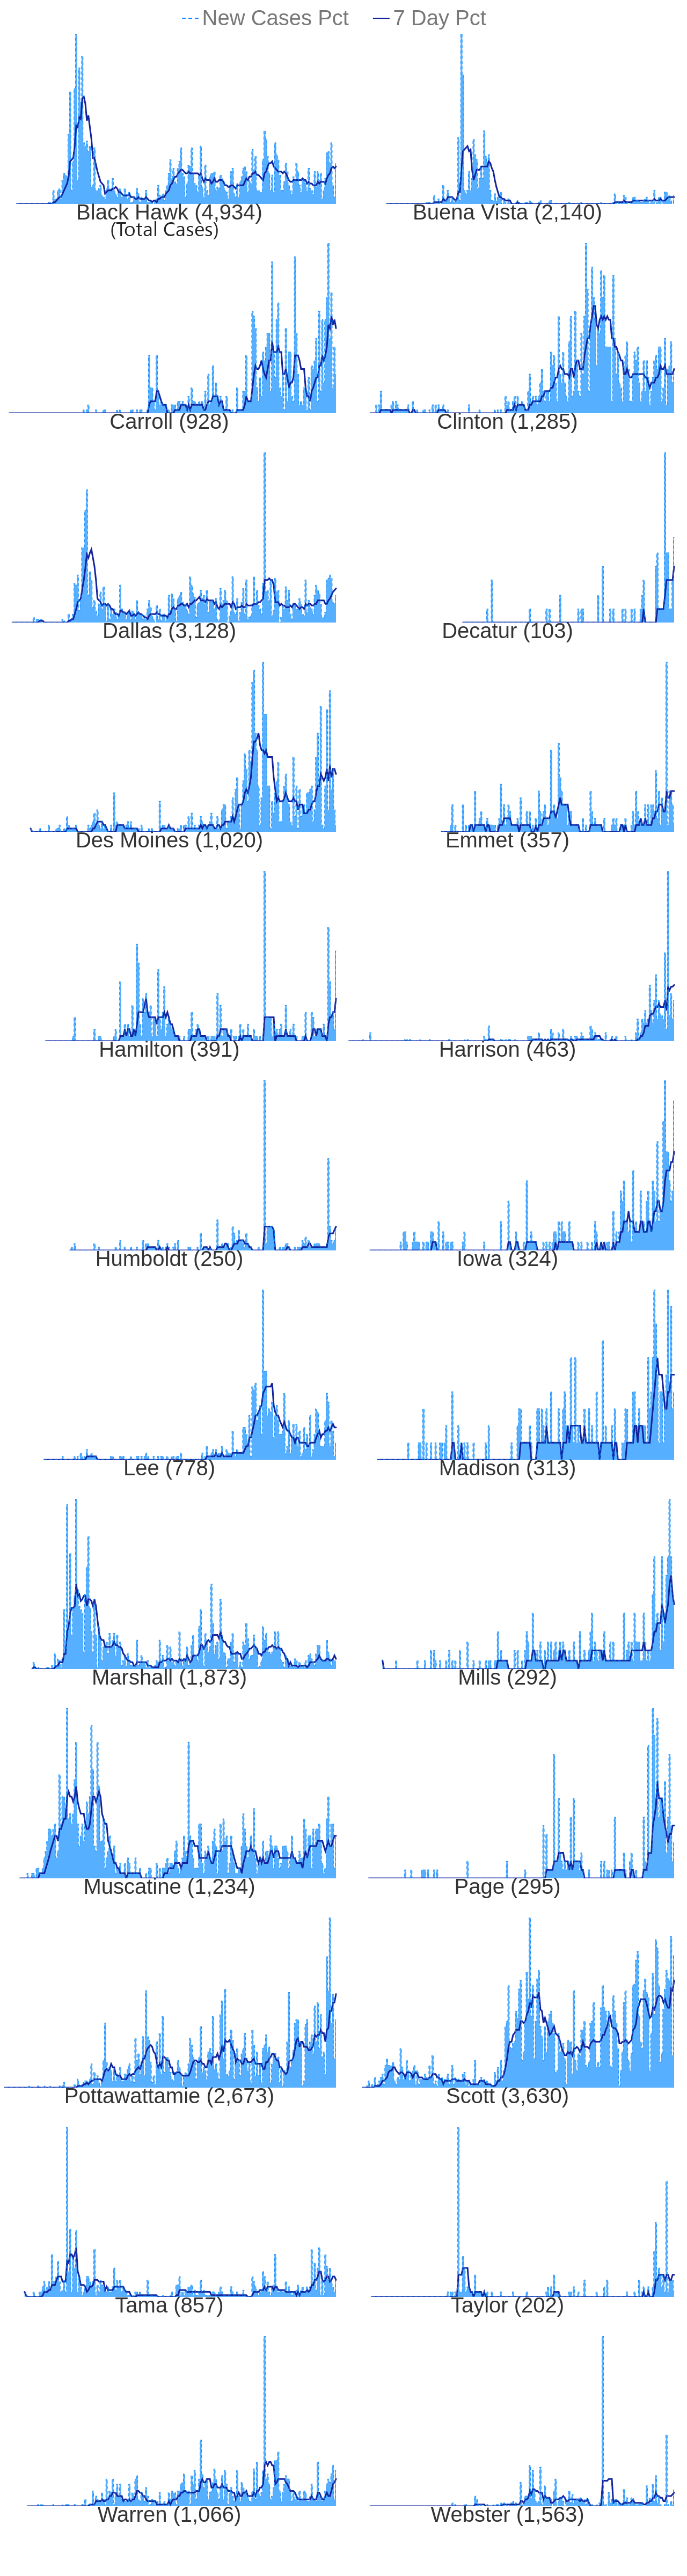 New Cases Pct 7 Day Pct
Black Hawk (4,934) Buena Vista (2,140)
(Total Cases)
Carroll (928) Clinton (1,285)
Dallas (3,128) Decatur (103)
Des Moines (1,020) Emmet (357)
Hamilton (391) Harrison (463)
Humboldt (250) Iowa (324)
Lee (778) Madison (313)
Marshall (1,873) Mills (292)
Muscatine (1,234) Page (295)
Pottawattamie (2,673) Scott (3,630)
Tama (857) Taylor (202)
Warren (1,066) Webster (1,563)